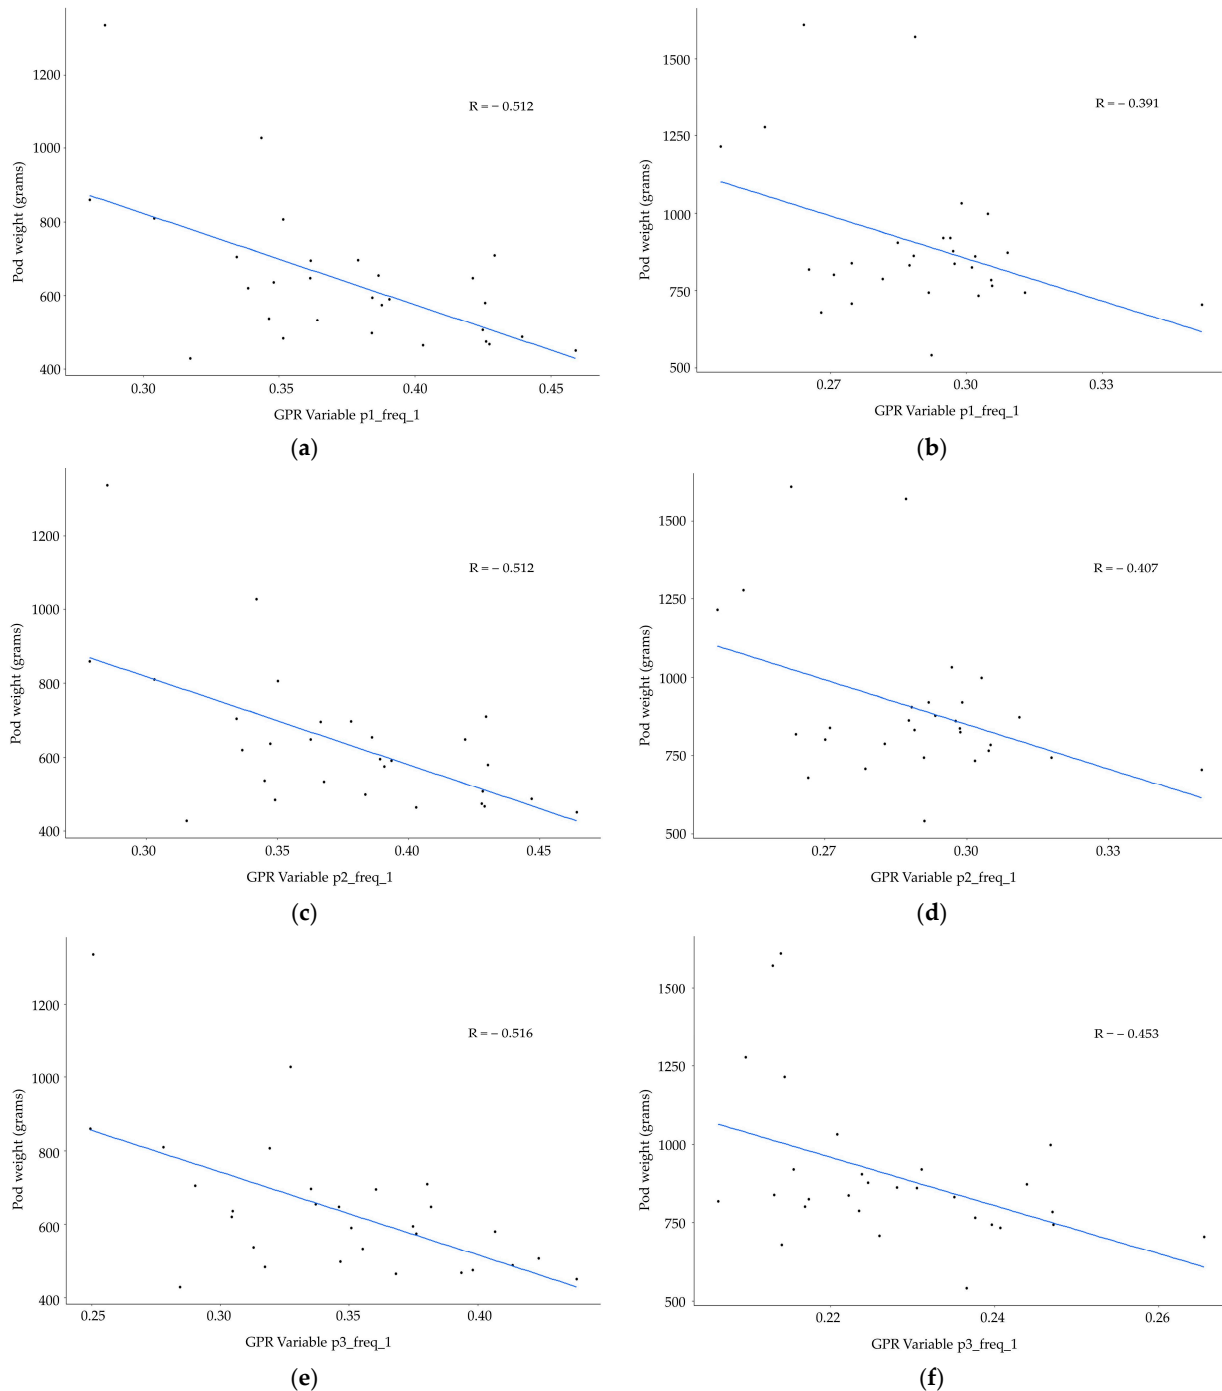 1200
1000
800
600
400
Pod weight (grams)
R = − 0.512
0.30 0.35 0.40 0.45
GPR Variable p1_freq_1
(a)
1500
1250
1000
750
500
Pod weight (grams)
R = − 0.391
0.27 0.30 0.33
GPR Variable p1_freq_1
(b)
1200
1000
800
600
400
Pod weight (grams)
R = − 0.512
0.30 0.35 0.40 0.45
GPR Variable p2_freq_1
(c)
1500
1250
1000
750
500
Pod weight (grams)
R = − 0.407
0.27 0.30 0.33
GPR Variable p2_freq_1
(d)
1200
1000
800
600
400
Pod weight (grams)
R = − 0.516
0.25 0.30 0.35 0.40
GPR Variable p3_freq_1
(e)
1500
1250
1000
750
500
Pod weight (grams)
R − − 0.453
0.22 0.24 0.26
GPR Variable p3_freq_1
(f)